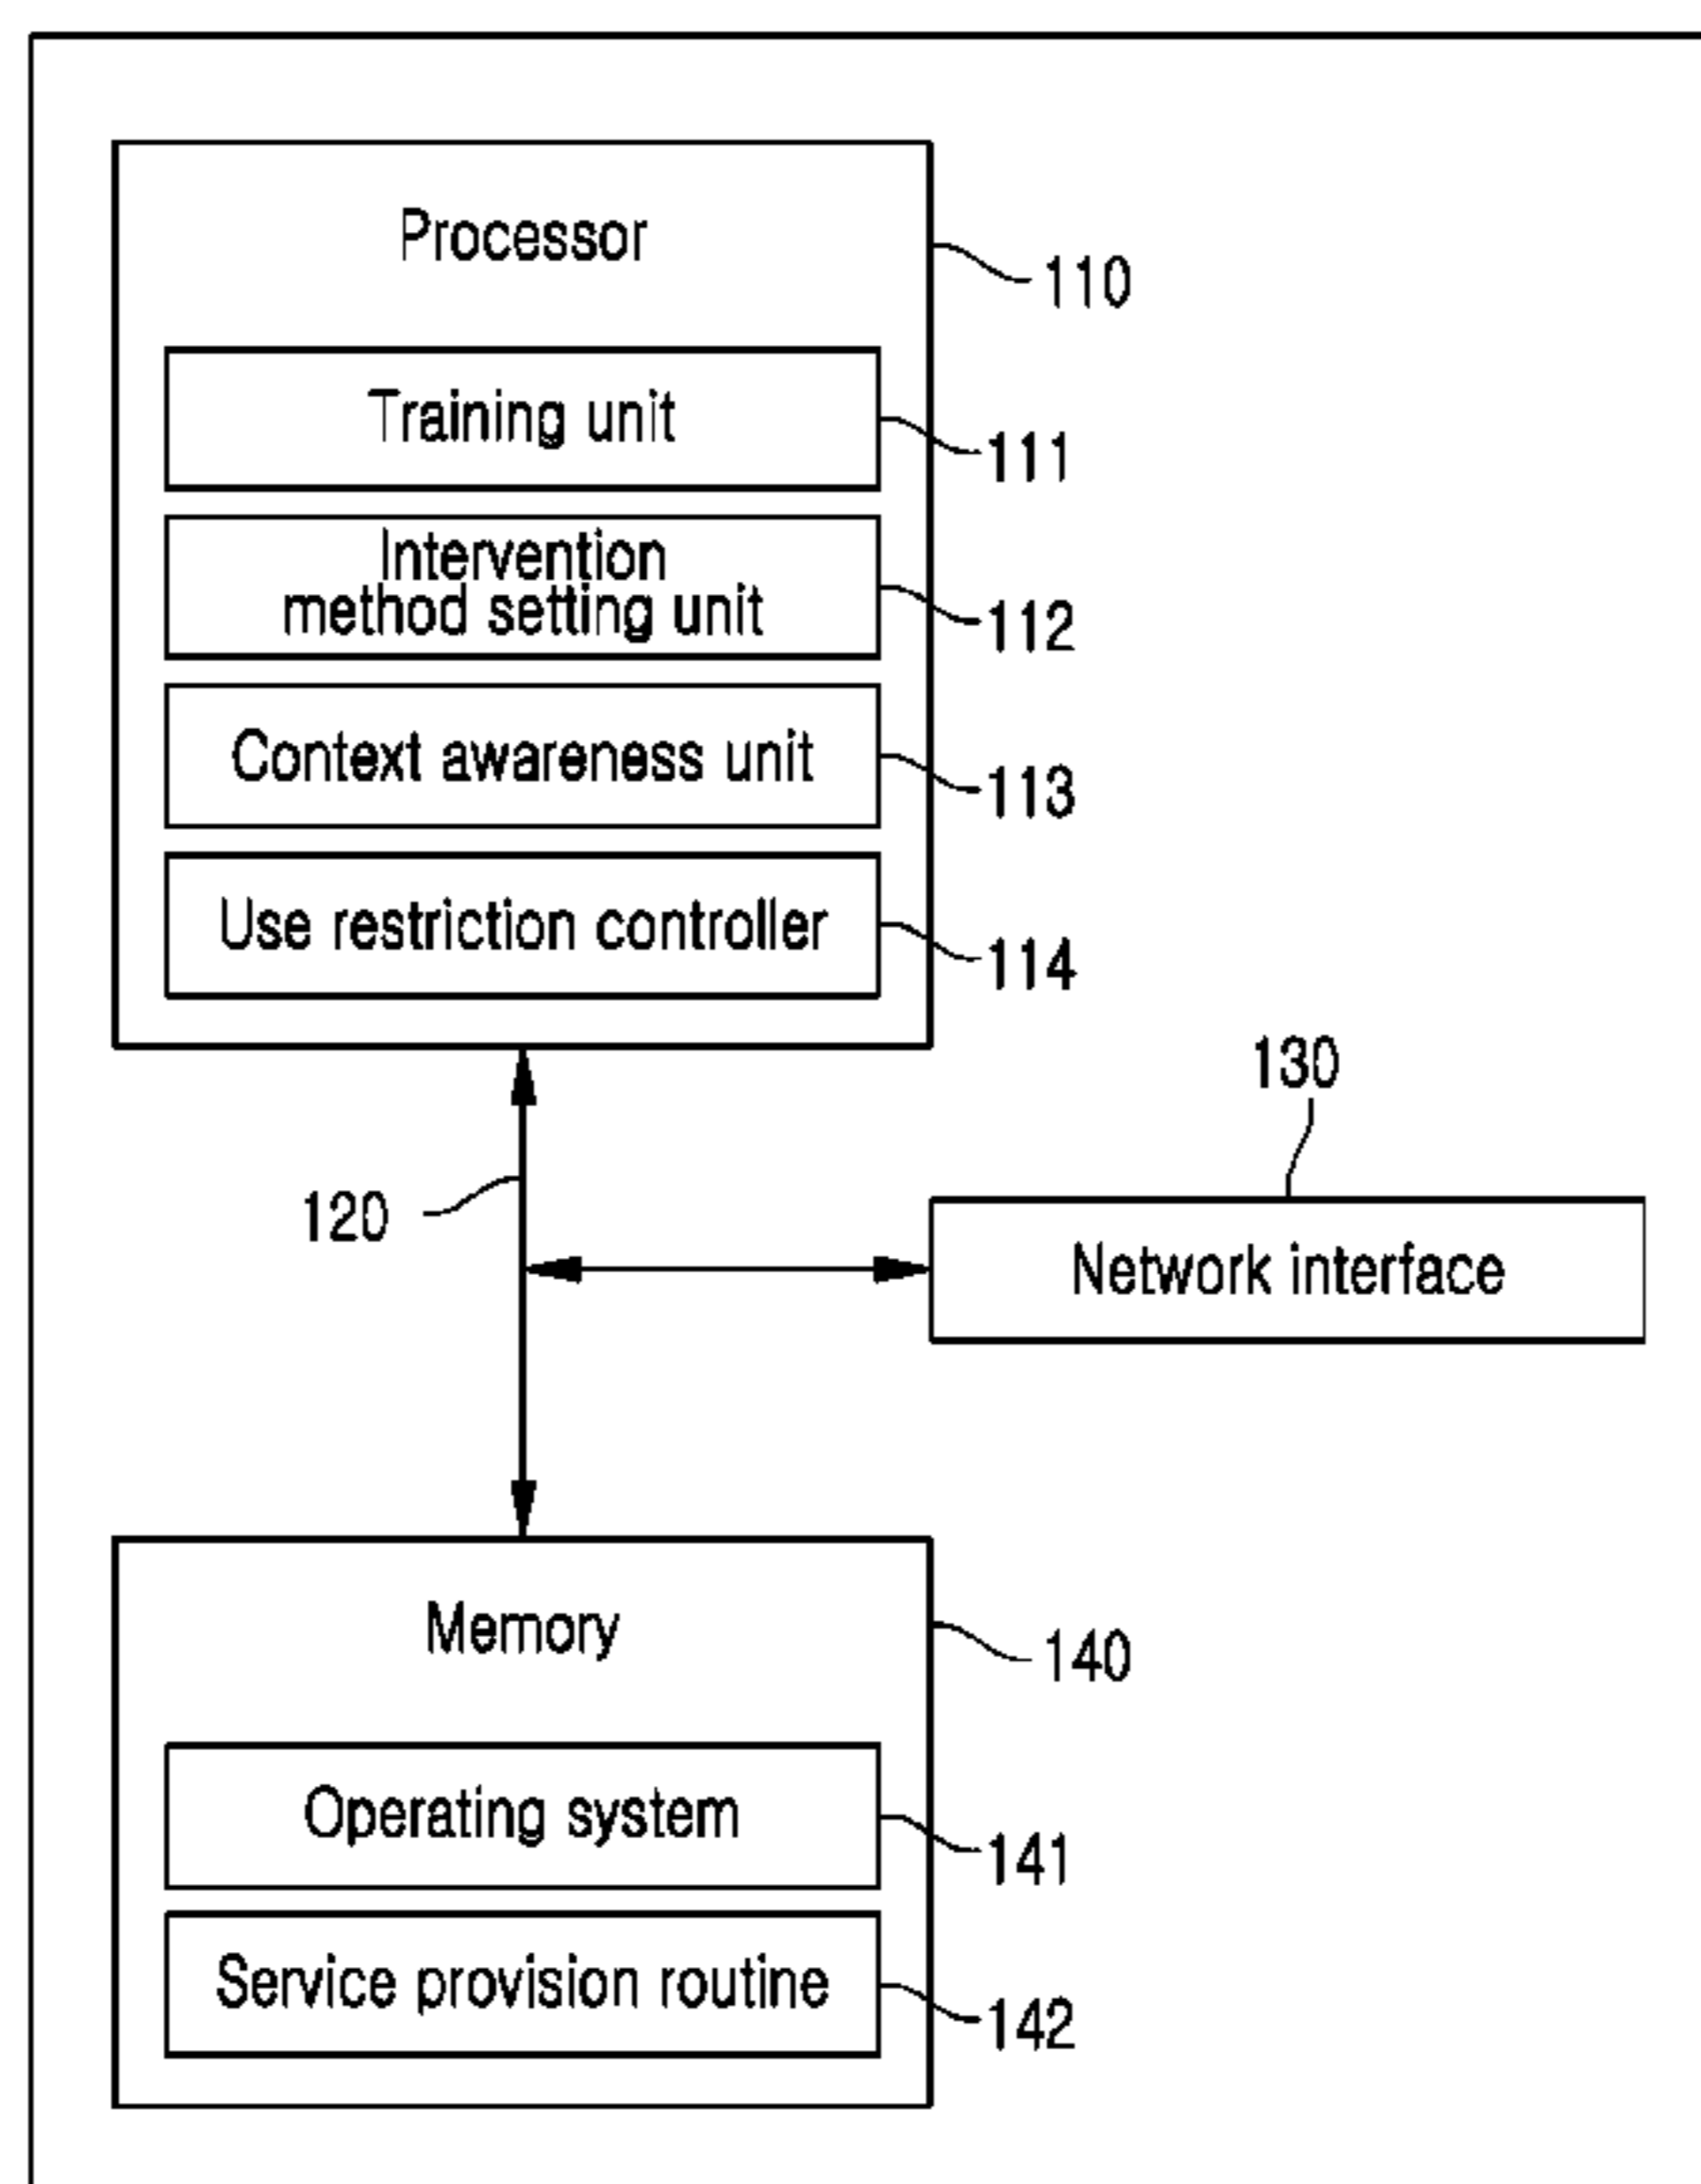 Processor
110
Training unit
111
Intervention
method setting unit
112
Context awareness unit
113
Use restriction controller
114
130
120
Network interface
Memory
140
Operating system
141
Service provision routine
142